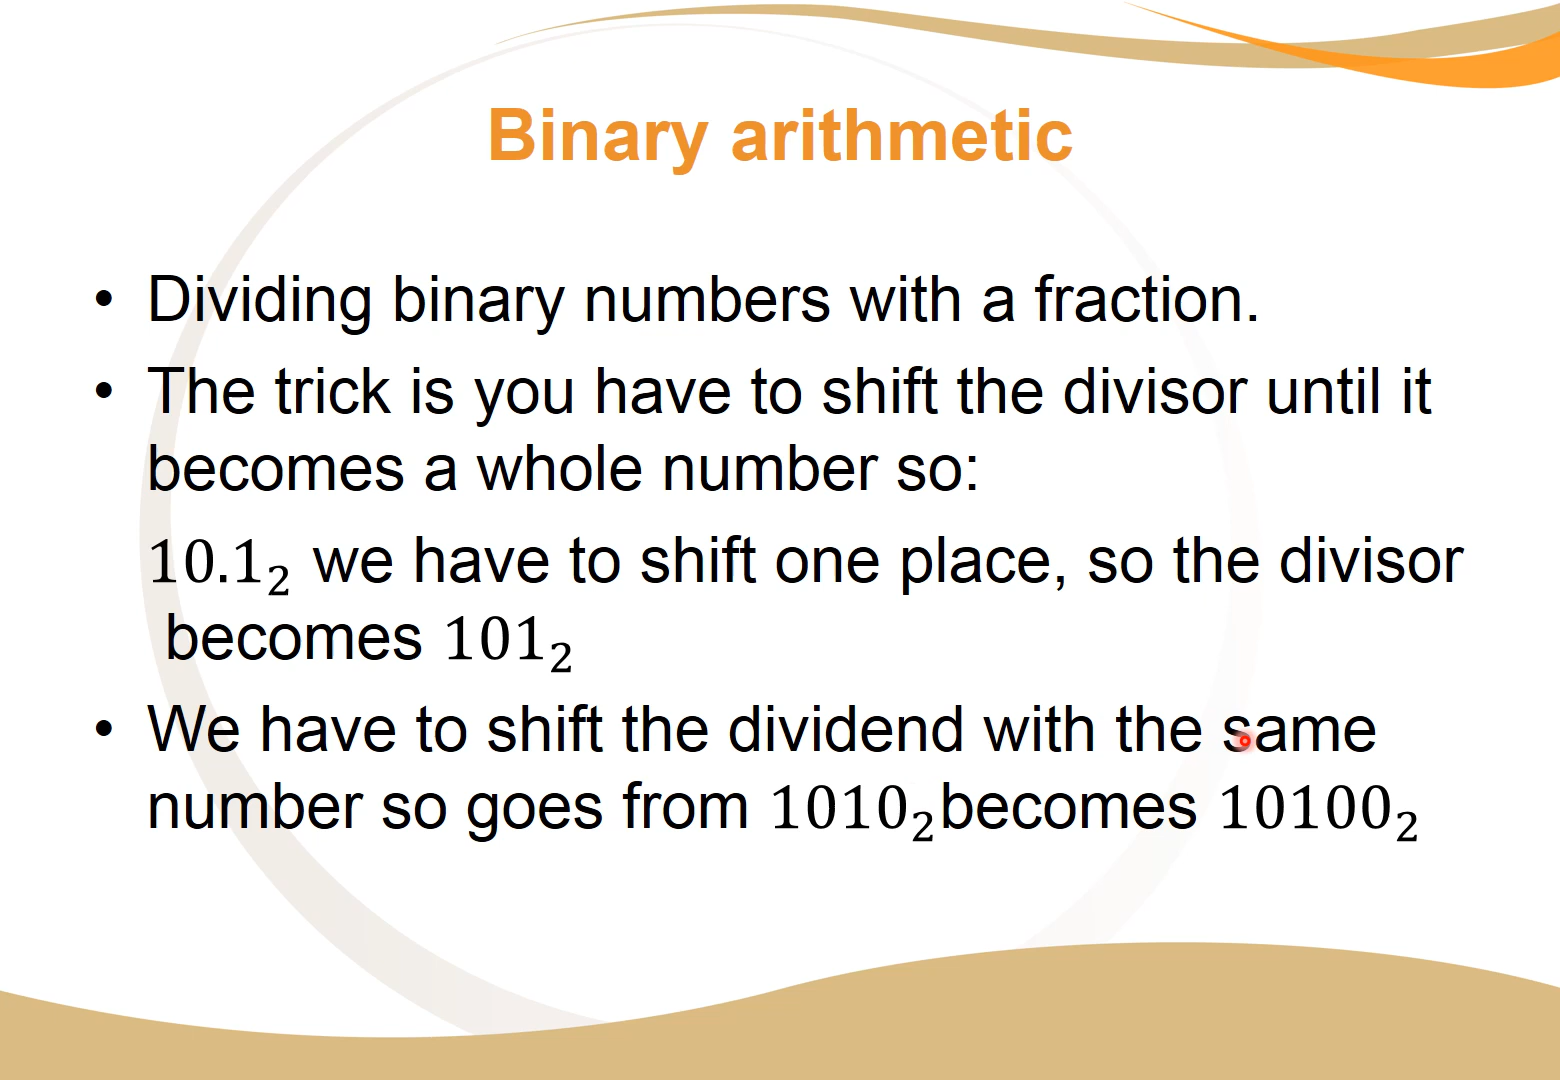 Binary arithmetic
• Dividing binary numbers with a fraction.
• The trick is you have to shift the divisor until it
becomes a whole number so:
10.1₂ we have to shift one place, so the divisor
becomes 101₂
• We have to shift the dividend with the same
number so goes from 1010₂becomes 10100₂